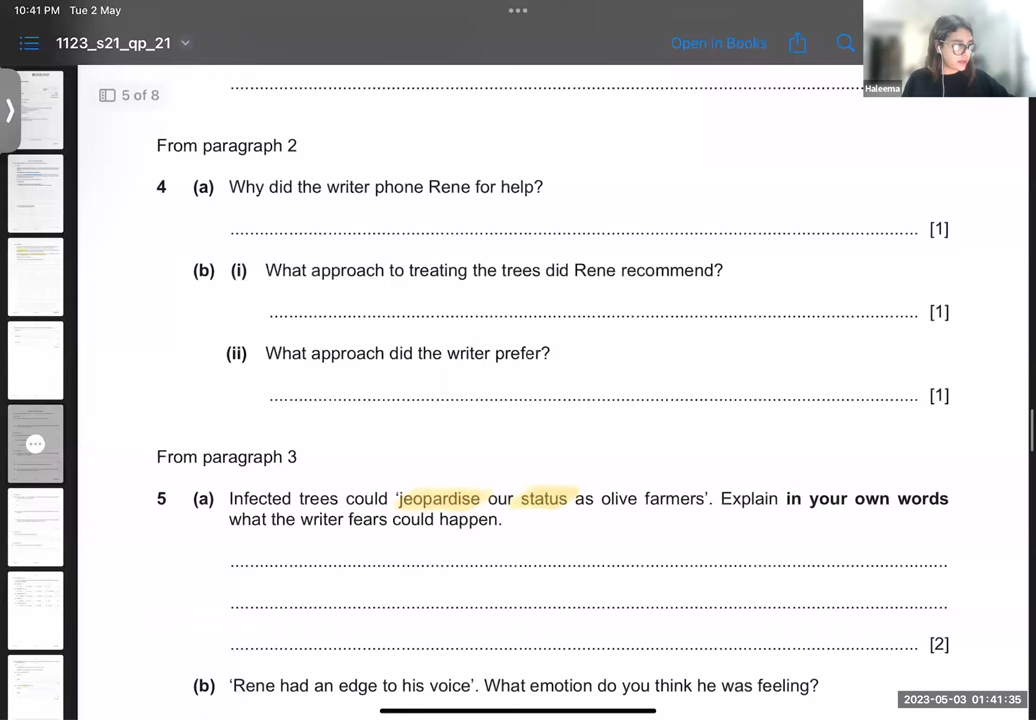 10:41 PM Tue 2 May
1123_s21_qp_21
Open in Books
Haleema
5 of 8
From paragraph 2
4 (a) Why did the writer phone Rene for help?
[1]
(b) (i) What approach to treating the trees did Rene recommend?
[1]
(ii) What approach did the writer prefer?
[1]
From paragraph 3
5 (a) Infected trees could ‘jeopardise our status as olive farmers’. Explain in your own words
what the writer fears could happen.
[2]
(b) ‘Rene had an edge to his voice’. What emotion do you think he was feeling?
2023-05-03 01:41:35